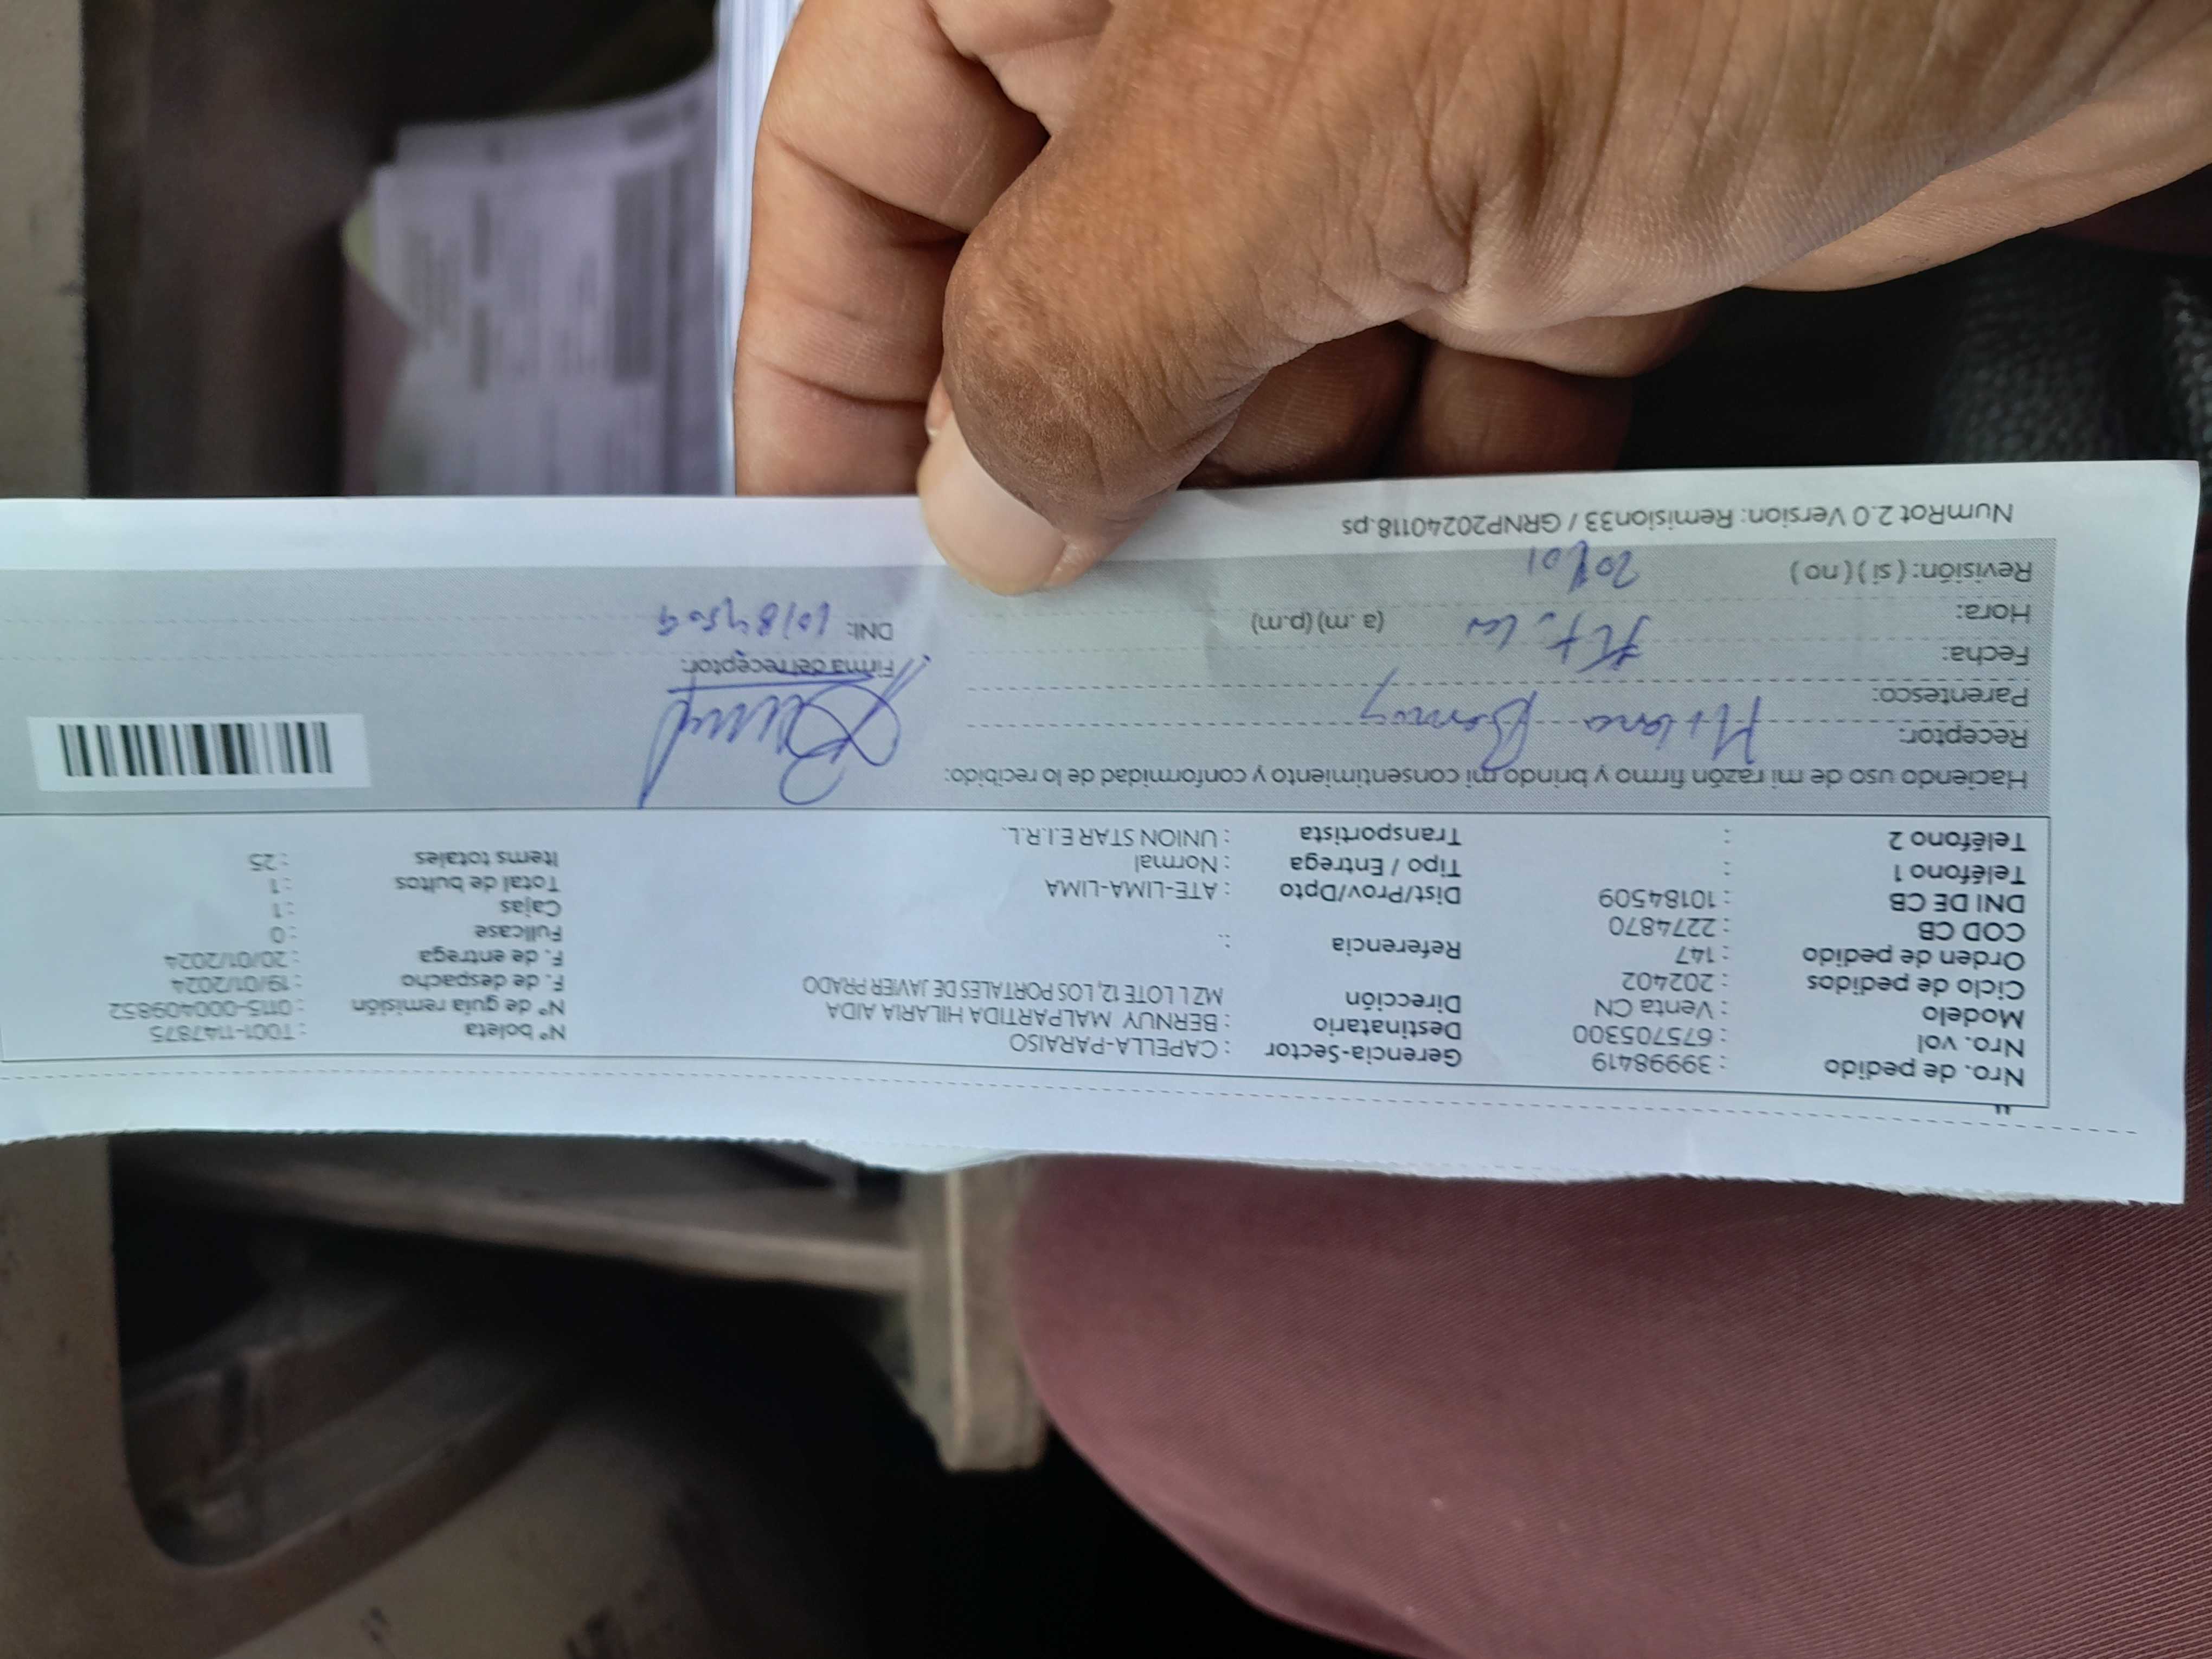 Nro. de pedido : 39998419 Gerencia-Sector : CAPELLA-PARAISO Nº boleta : T001-1147875
Nro. vol : 675705300 Destinatario : BERNUY MALPARTIDA HILARIA AIDA Nº de guía remisión : 0115-000409852
Modelo : Venta CN Dirección MZ I LOTE 12, LOS PORTALES DE JAVIER PRADO F. de despacho : 19/01/2024
Ciclo de pedidos : 202402 F. de entrega : 20/01/2024
Orden de pedido : 147 Referencia : Fullcase : 0
COD CB : 2274870 Cajas : 1
DNI DE CB : 10184509 Dist/Prov/Dpto : ATE-LIMA-LIMA Total de bultos : 1
Teléfono 1 : Tipo / Entrega : Normal Items totales : 25
Teléfono 2 : Transportista : UNION STAR E.I.R.L.
Haciendo uso de mi razón firmo y brindo mi consentimiento y conformidad de lo recibido:
Receptor: Bernuy
Parentesco:
Fecha: Firma del receptor:
Hora: (a .m) (p.m) DNI: 10184509
Revisión: ( si ) ( no ) 20/01
NumRot 2.0 Version: Remision33 / GRNP20240118.ps